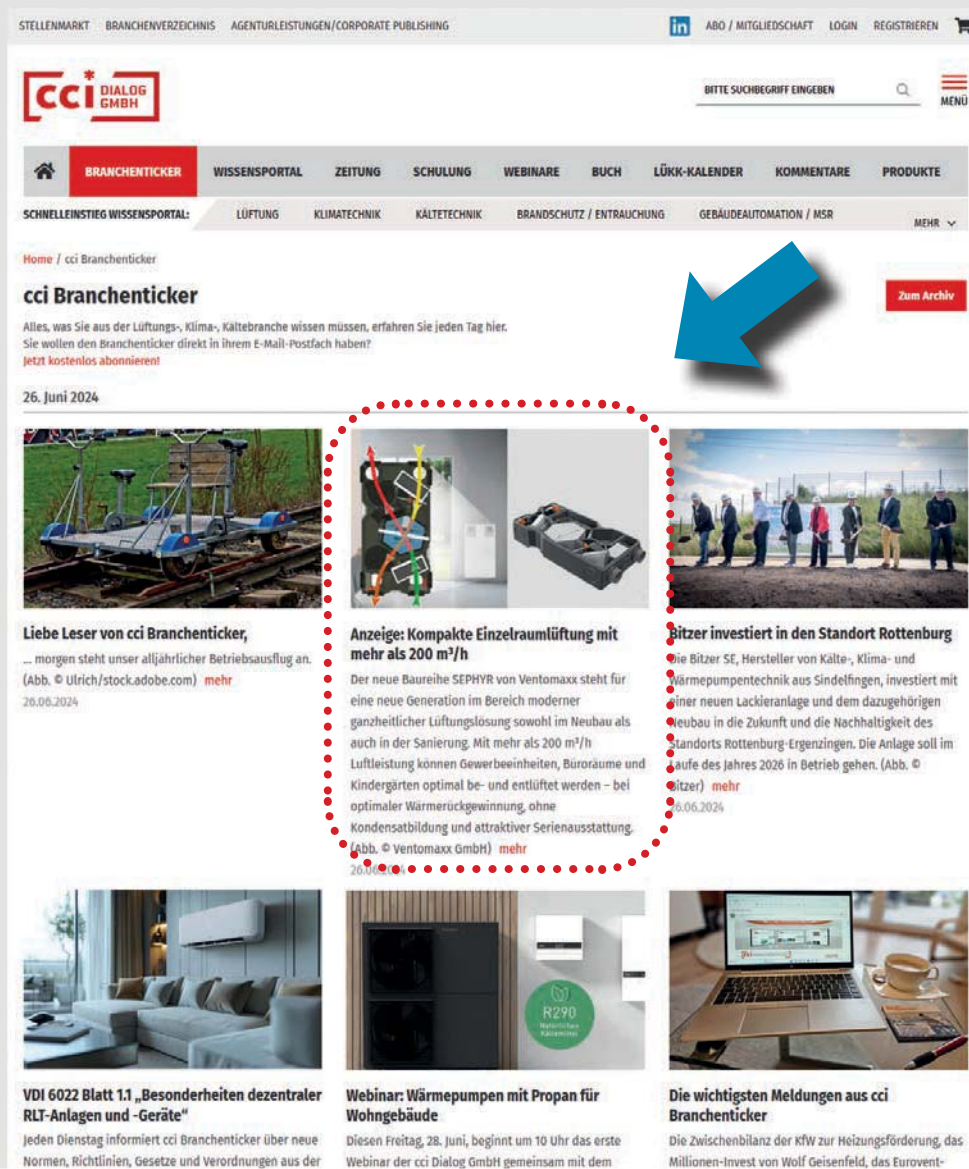 STELLENMARKT BRANCHENVERZEICHNIS AGENTURLEISTUNGEN/CORPORATE PUBLISHING
in ABO / MITGLIEDSCHAFT LOGIN REGISTRIEREN
cci* DIALOG
GMBH
BITTE SUCHBEGRIFF EINGEBEN
MENÜ
BRANCHENTICKER WISSENSPORTAL ZEITUNG SCHULUNG WEBINARE BUCH LÜKK-KALENDER KOMMENTARE PRODUKTE
SCHNELLEINSTIEG WISSENSPORTAL: LÜFTUNG KLIMATECHNIK KÄLTETECHNIK BRANDSCHUTZ / ENTRAUCHUNG GEBÄUDEAUTOMATION / MSR MEHR
Home / cci Branchenticker
cci Branchenticker
Zum Archiv
Alles, was Sie aus der Lüftungs-, Klima-, Kältebranche wissen müssen, erfahren Sie jeden Tag hier.
Sie wollen den Branchenticker direkt in ihrem E-Mail-Postfach haben?
Jetzt kostenlos abonnieren!
26. Juni 2024
Liebe Leser von cci Branchenticker,
... morgen steht unser alljährlicher Betriebsausflug an.
(Abb. © Ulrich/stock.adobe.com) mehr
26.06.2024
Anzeige: Kompakte Einzelraumlüftung mit
mehr als 200 m³/h
Der neue Baureihe SEPHYR von Ventomaxx steht für
eine neue Generation im Bereich moderner
ganzheitlicher Lüftungslösung sowohl im Neubau als
auch in der Sanierung. Mit mehr als 200 m³/h
Luftleistung können Gewerbeeinheiten, Büroräume und
Kindergärten optimal be- und entlüftet werden – bei
optimaler Wärmerückgewinnung, ohne
Kondensatbildung und attraktiver Serienausstattung.
(Abb. © Ventomaxx GmbH) mehr
26.06.2024
Bitzer investiert in den Standort Rottenburg
Die Bitzer SE, Hersteller von Kälte-, Klima- und
Wärmepumpentechnik aus Sindelfingen, investiert mit
einer neuen Lackieranlage und dem dazugehörigen
Neubau in die Zukunft und die Nachhaltigkeit des
Standorts Rottenburg-Ergenzingen. Die Anlage soll im
Laufe des Jahres 2026 in Betrieb gehen. (Abb. ©
Bitzer) mehr
26.06.2024
R290
Natürliches
Kältemittel
VDI 6022 Blatt 1.1 „Besonderheiten dezentraler
RLT-Anlagen und -Geräte“
Jeden Dienstag informiert cci Branchenticker über neue
Normen, Richtlinien, Gesetze und Verordnungen aus der
Webinar: Wärmepumpen mit Propan für
Wohngebäude
Diesen Freitag, 28. Juni, beginnt um 10 Uhr das erste
Webinar der cci Dialog GmbH gemeinsam mit dem
Die wichtigsten Meldungen aus cci
Branchenticker
Die Zwischenbilanz der KfW zur Heizungsförderung, das
Millionen-Invest von Wolf Geisenfeld, das Eurovent-